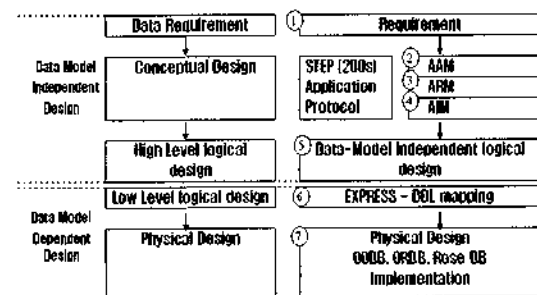 Data Requirement
1 Requirement
Data Model
Independent
Design
Conceptual Design
STEP (200s)
Application
Protocol
2 AAM
3 ARM
4 AIM
High Level logical
design
5 Data-Model Independent logical
design
Low Level logical design
6 EXPRESS - DDL mapping
Data Model
Dependent
Design
Physical Design
7 Physical Design
OODB, ORDB, Rose DB
Implementation